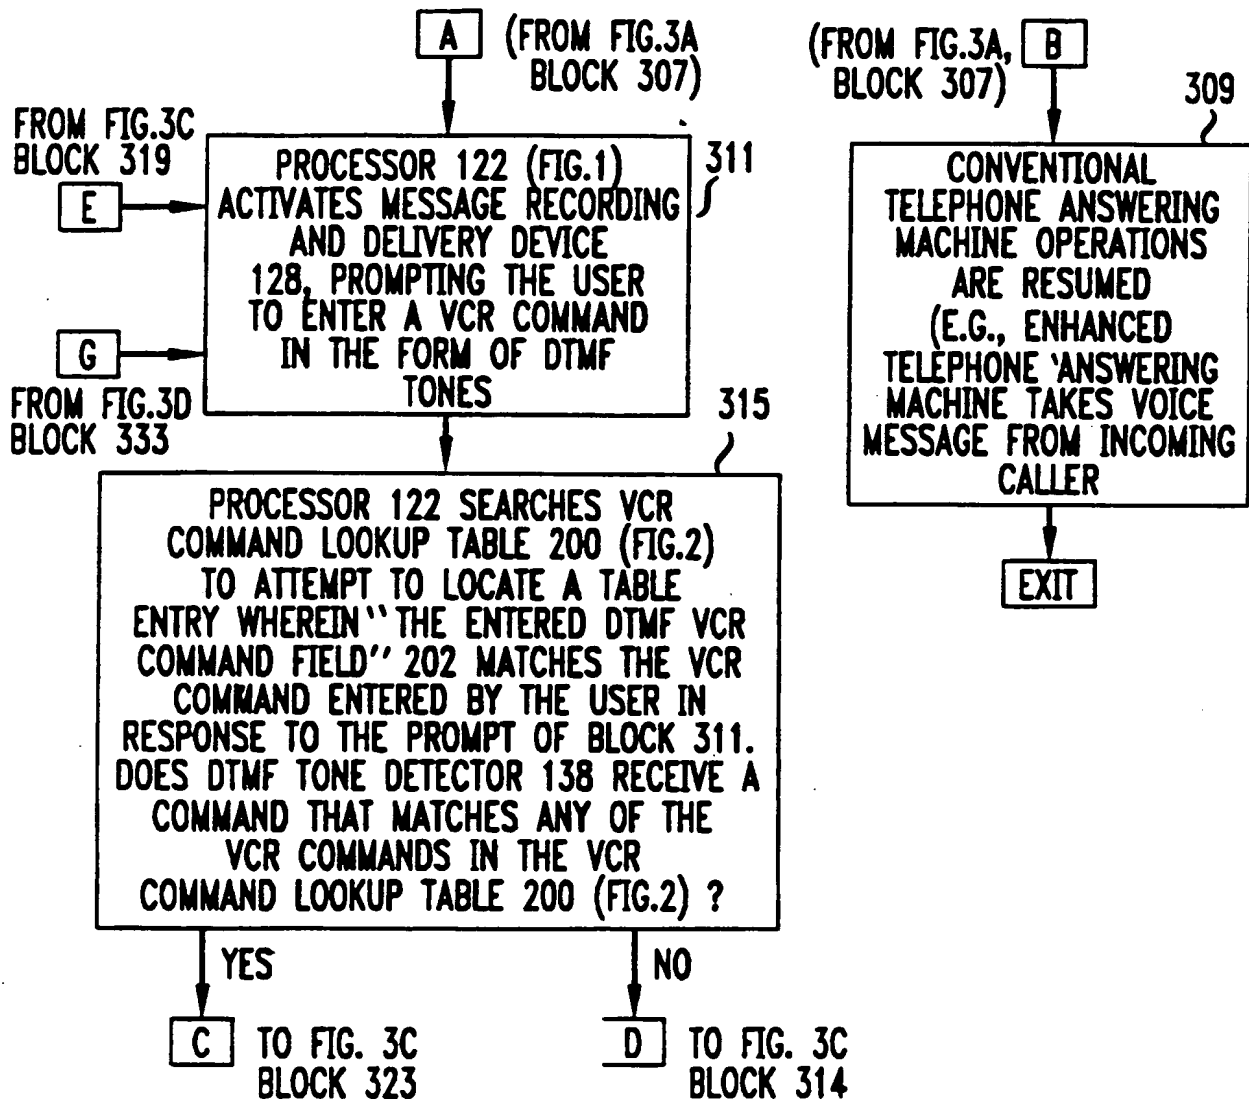 A
(FROM FIG.3A
BLOCK 307)
(FROM FIG.3A,
BLOCK 307)
B
309
FROM FIG.3C
BLOCK 319
E
G
FROM FIG.3D
BLOCK 333
311
PROCESSOR 122 (FIG.1)
ACTIVATES MESSAGE RECORDING
AND DELIVERY DEVICE
128, PROMPTING THE USER
TO ENTER A VCR COMMAND
IN THE FORM OF DTMF
TONES
CONVENTIONAL
TELEPHONE ANSWERING
MACHINE OPERATIONS
ARE RESUMED
(E.G., ENHANCED
TELEPHONE 'ANSWERING
MACHINE TAKES VOICE
MESSAGE FROM INCOMING
CALLER
EXIT
315
PROCESSOR 122 SEARCHES VCR
COMMAND LOOKUP TABLE 200 (FIG.2)
TO ATTEMPT TO LOCATE A TABLE
ENTRY WHEREIN "THE ENTERED DTMF VCR
COMMAND FIELD" 202 MATCHES THE VCR
COMMAND ENTERED BY THE USER IN
RESPONSE TO THE PROMPT OF BLOCK 311.
DOES DTMF TONE DETECTOR 138 RECEIVE A
COMMAND THAT MATCHES ANY OF THE
VCR COMMANDS IN THE VCR
COMMAND LOOKUP TABLE 200 (FIG.2) ?
YES
NO
C
TO FIG. 3C
BLOCK 323
D
TO FIG. 3C
BLOCK 314